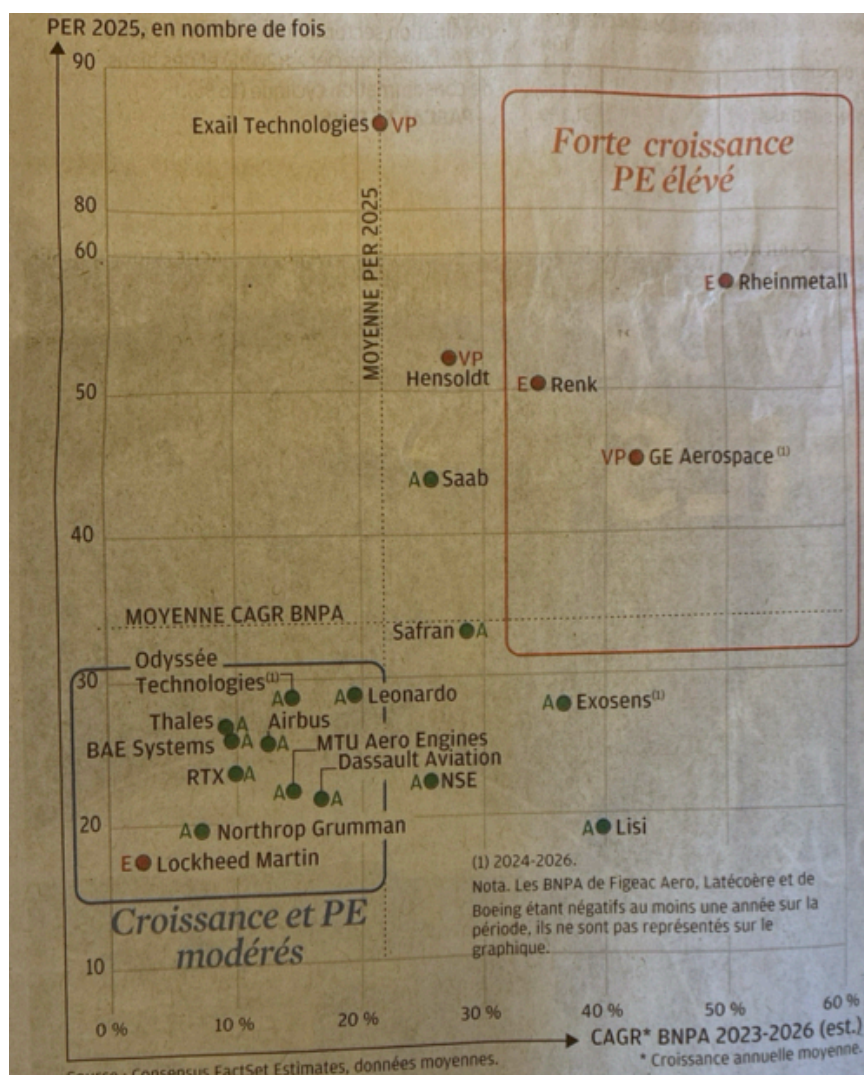 PER 2025, en nombre de fois
90
Exail Technologies VP
Forte croissance
PE élévé
80
MOYENNE PER 2025
60
E Rheinmetall
VP
Hensoldt
E Renk
50
VP GE Aerospace (1)
A Saab
40
MOYENNE CAGR BNPA
Safran A
Odyssée
Technologies(1)
30
A
A Leonardo
A Exosens(1)
Thales A
Airbus
BAE Systems A
A
MTU Aero Engines
Dassault Aviation
RTX A
A
A
A NSE
20
A Northrop Grumman
A Lisi
E Lockheed Martin
Croissance et PE
modérés
(1) 2024-2026.
Nota. Les BNPA de Figeac Aero, Latécoère et de
Boeing étant négatifs au moins une année sur la
période, ils ne sont pas représentés sur le
graphique.
10
0 % 10 % 20 % 30 % 40 % 50 % 60 %
CAGR* BNPA 2023-2026 (est.)
* Croissance annuelle moyenne.
Source : Consensus FactSet Estimates, données moyennes.